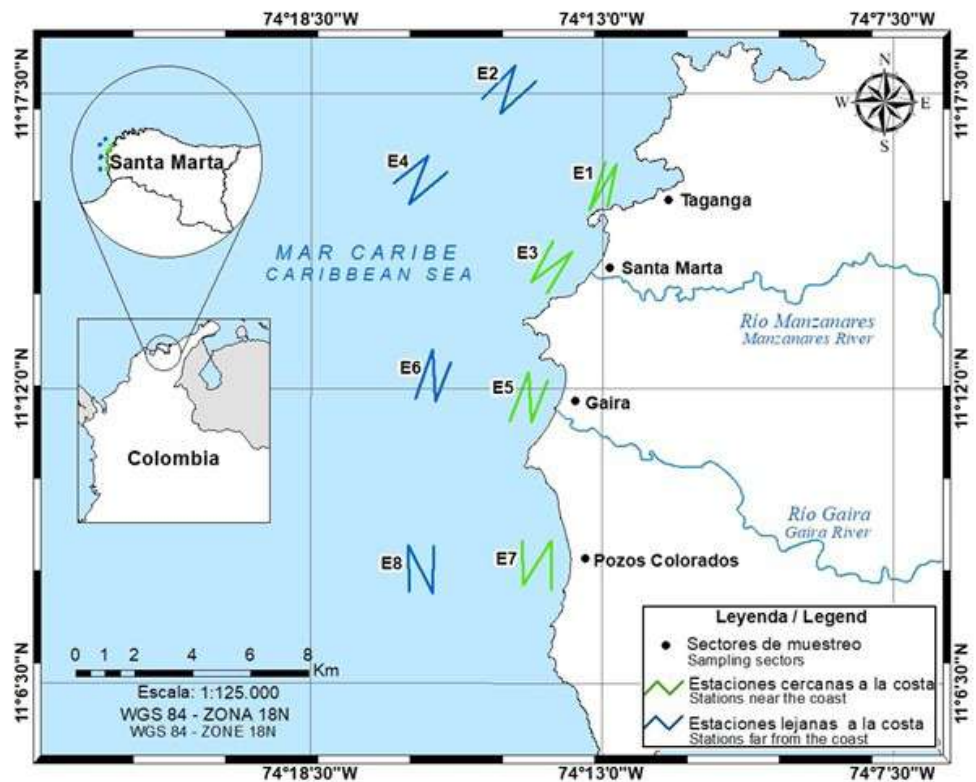 74°18'30"W 74°13'0"W 74°7'30"W
11°17'30"N
11°17'30"N
E2
N
W E
S
E4
E1
Santa Marta
Taganga
MAR CARIBE
CARIBBEAN SEA
E3
Santa Marta
Río Manzanares
Manzanares River
E6
E5
11°12'0"N
11°12'0"N
Gaira
Colombia
Río Gaira
Gaira River
E8
E7
Pozos Colorados
Leyenda / Legend
Sectores de muestreo
Sampling sectors
Estaciones cercanas a la costa
Stations near the coast
Estaciones lejanas a la costa
Stations far from the coast
0 2 4 6 8
Km
Escala: 1:125.000
WGS 84 - ZONA 18N
WGS 84 - ZONE 18N
11°6'30"N
11°6'30"N
74°18'30"W 74°13'0"W 74°7'30"W